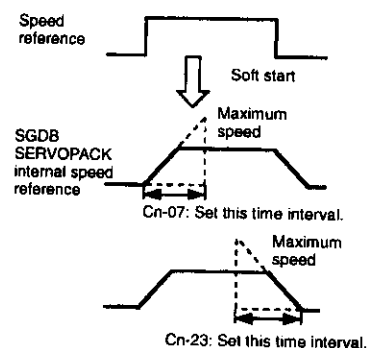 Speed
reference
Soft start
Maximum
speed
SGDB
SERVOPACK
internal speed
reference
Cn-07: Set this time interval.
Maximum
speed
Cn-23: Set this time interval.